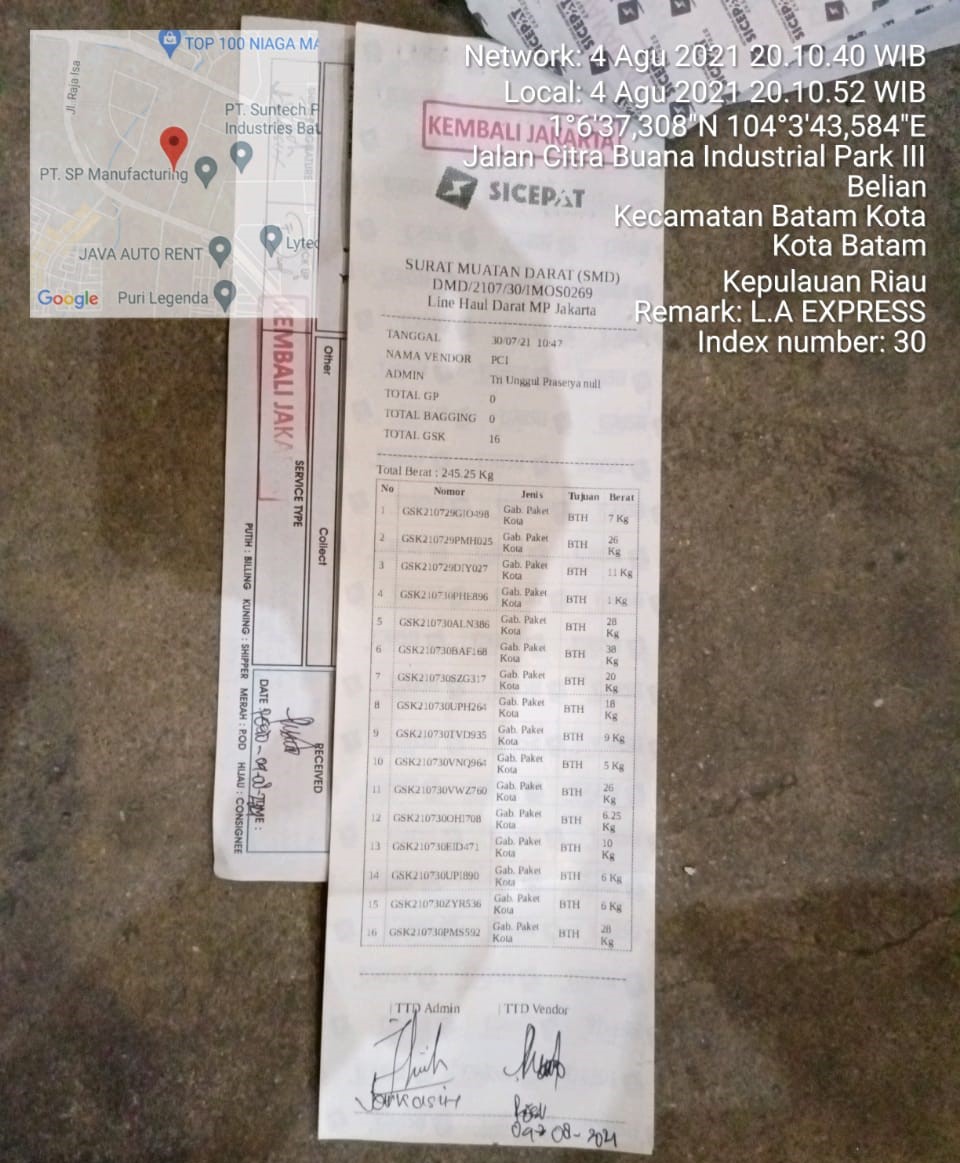 Network: 4 Agu 2021 20.10.40 WIB
Local: 4 Agu 2021 20.10.52 WIB
1°6'37,308"N 104°3'43,584"E
Jalan Citra Buana Industrial Park III
Belian
Kecamatan Batam Kota
Kota Batam
Kepulauan Riau
Remark: L.A EXPRESS
Index number: 30
TOP 100 NIAGA MA
Jl. Raja Isa
PT. Suntech P
Industries Bat
PT. SP Manufacturing
JAVA AUTO RENT
Lytec
Google
Puri Legenda
SICEPAT
KEMBALI JAKARTA
SICEPAT
SURAT MUATAN DARAT (SMD)
DMD/2107/30/IMOS0269
Line Haul Darat MP Jakarta
TANGGAL 30/07/21 10:47
NAMA VENDOR PCI
ADMIN Tri Unggul Prasetya null
TOTAL GP 0
TOTAL BAGGING 0
TOTAL GSK 16
Total Berat : 245.25 Kg
No Nomor Jenis Tujuan Berat
1 GSK210729GIO498 Gab. Paket Kota BTH 7 Kg
2 GSK210729PMH025 Gab. Paket Kota BTH 26 Kg
3 GSK210729DIY027 Gab. Paket Kota BTH 11 Kg
4 GSK210730PHE896 Gab. Paket Kota BTH 1 Kg
5 GSK210730ALN386 Gab. Paket Kota BTH 28 Kg
6 GSK210730BAF168 Gab. Paket Kota BTH 38 Kg
7 GSK210730SZG317 Gab. Paket Kota BTH 20 Kg
8 GSK210730UPH264 Gab. Paket Kota BTH 18 Kg
9 GSK210730TVD935 Gab. Paket Kota BTH 9 Kg
10 GSK210730VNQ964 Gab. Paket Kota BTH 5 Kg
11 GSK210730VWZ760 Gab. Paket Kota BTH 26 Kg
12 GSK210730OHI708 Gab. Paket Kota BTH 6.25 Kg
13 GSK210730EID471 Gab. Paket Kota BTH 10 Kg
14 GSK210730UPI890 Gab. Paket Kota BTH 6 Kg
15 GSK210730ZYR536 Gab. Paket Kota BTH 6 Kg
16 GSK210730PMS592 Gab. Paket Kota BTH 28 Kg
TTD Admin TTD Vendor
08-2021
KEMBALI JAKA
Other
SERVICE TYPE
Collect
RECEIVED
DATE
TIME :
PUTIH : BILLING KUNING : SHIPPER MERAH : POD HIJAU : CONSIGNEE